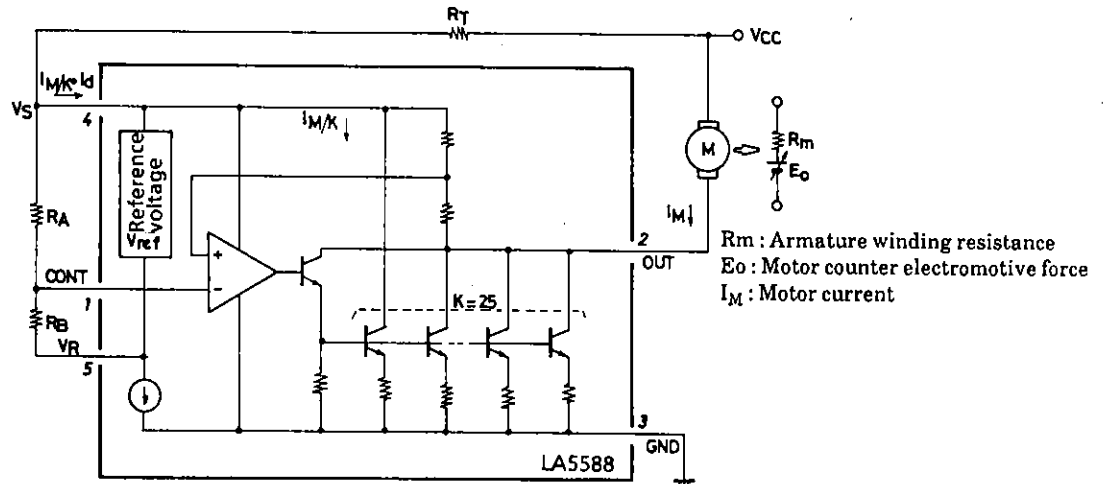 RT
VCC
IM/K+Id
VS
4
IM/K
Reference
voltage
Vref
RA
CONT
1
RB
VR
5
+
-
K=25
M
Rm
Eo
IM
2
OUT
Rm : Armature winding resistance
Eo : Motor counter electromotive force
IM : Motor current
3
GND
LA5588